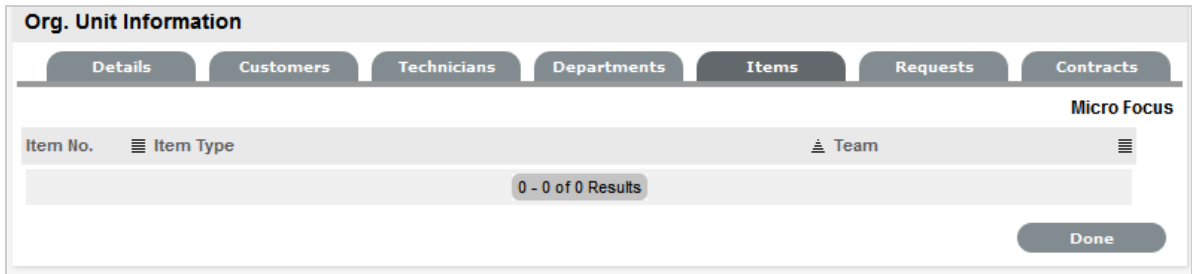 Org. Unit Information
Details Customers Technicians Departments Items Requests Contracts
Micro Focus
Item No. Item Type Team
0 - 0 of 0 Results
Done